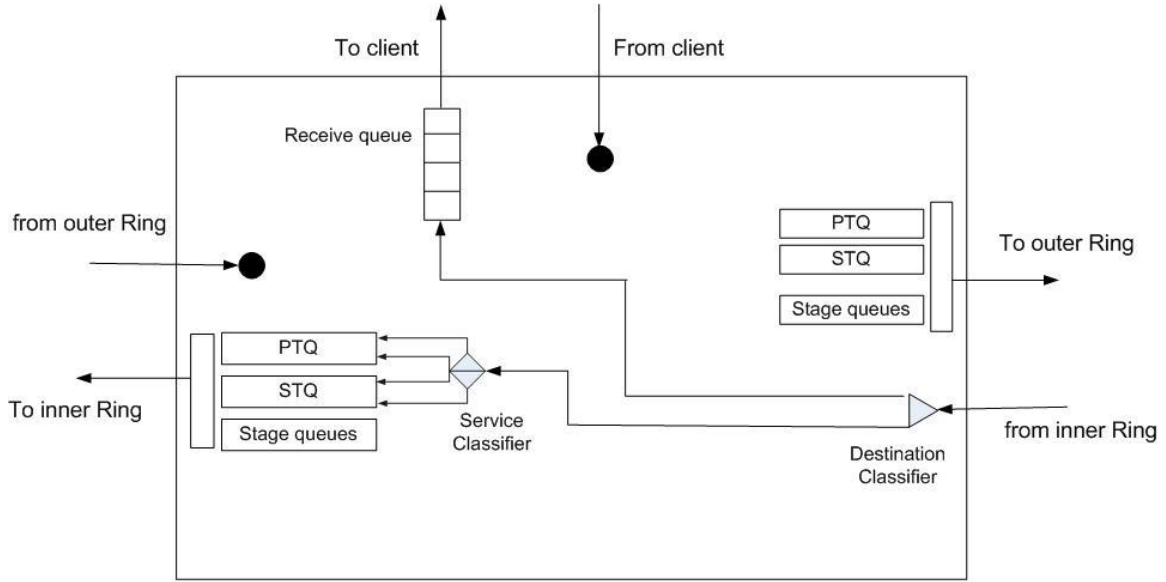 To client
From client
Receive queue
from outer Ring
PTQ
STQ
Stage queues
To outer Ring
PTQ
STQ
Stage queues
To inner Ring
Service
Classifier
Destination
Classifier
from inner Ring